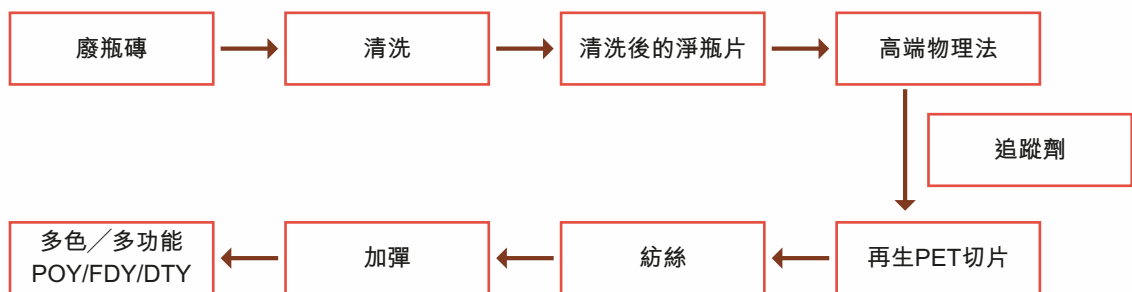 廢瓶磚
清洗
清洗後的淨瓶片
高端物理法
追蹤劑
再生PET切片
紡絲
加彈
多色／多功能
POY/FDY/DTY